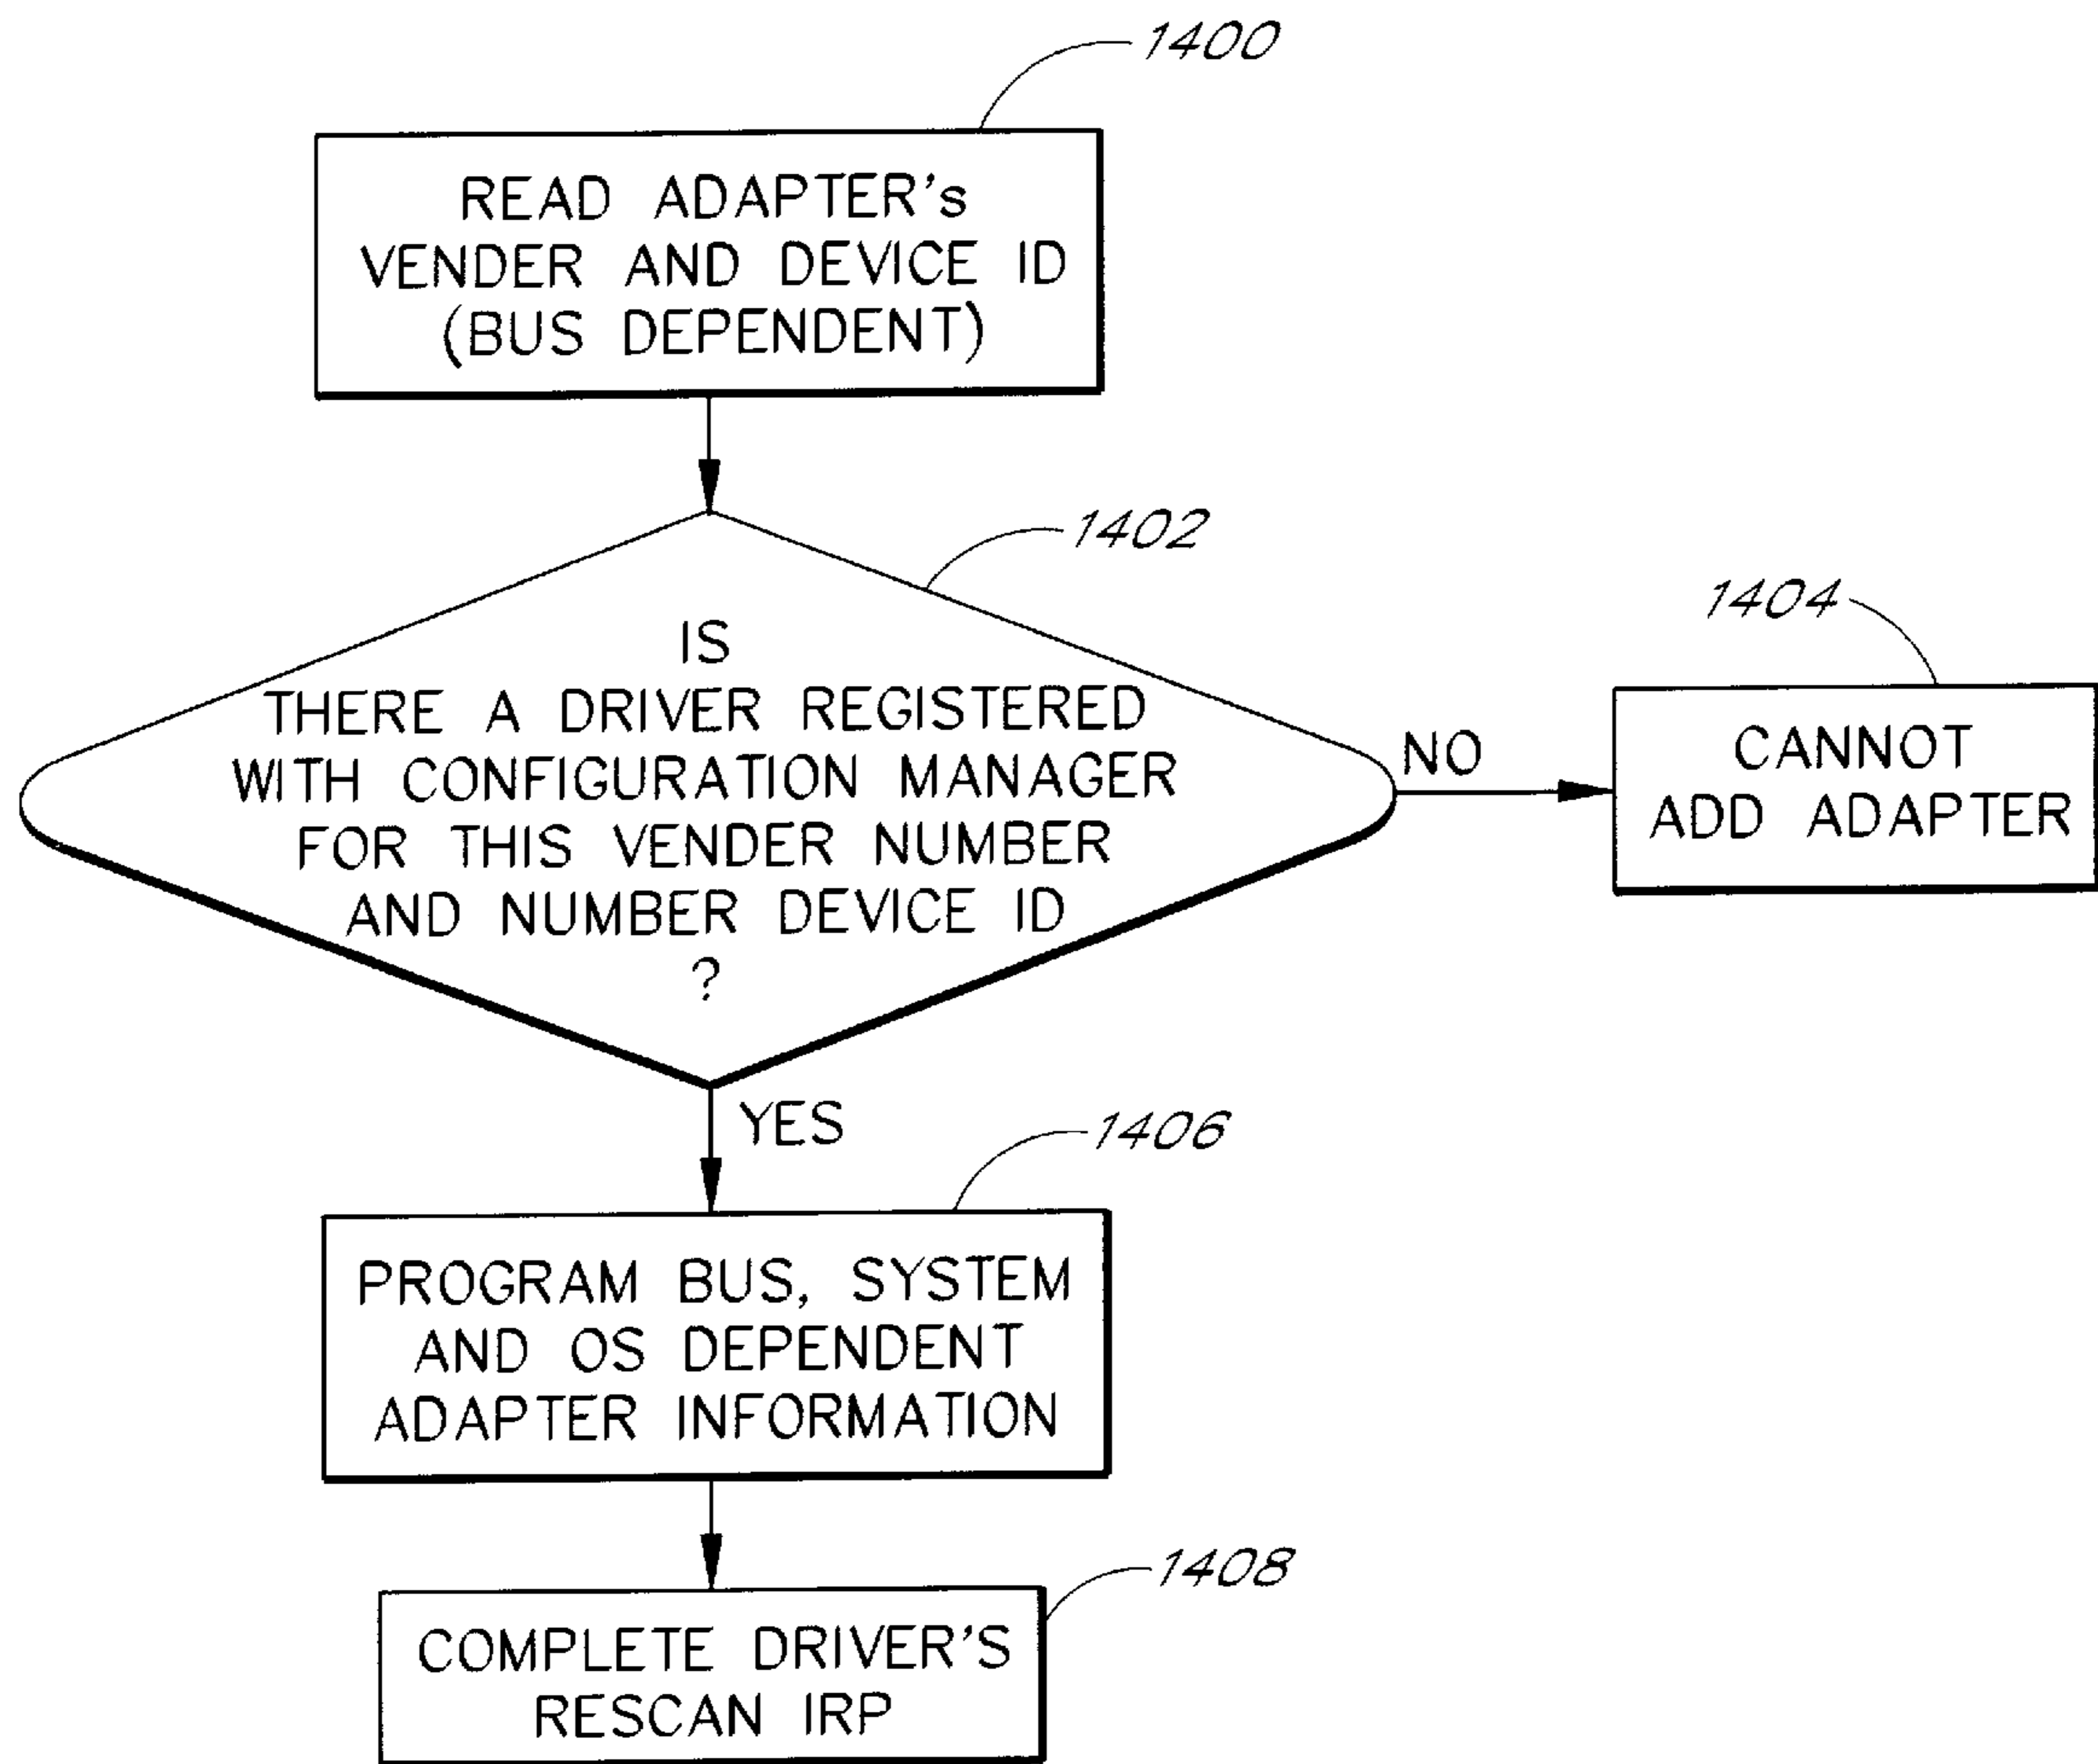 1400
READ ADAPTER's
VENDER AND DEVICE ID
(BUS DEPENDENT)
1402
IS
THERE A DRIVER REGISTERED
WITH CONFIGURATION MANAGER
FOR THIS VENDER NUMBER
AND NUMBER DEVICE ID
?
NO
1404
CANNOT
ADD ADAPTER
YES
1406
PROGRAM BUS, SYSTEM
AND OS DEPENDENT
ADAPTER INFORMATION
1408
COMPLETE DRIVER'S
RESCAN IRP